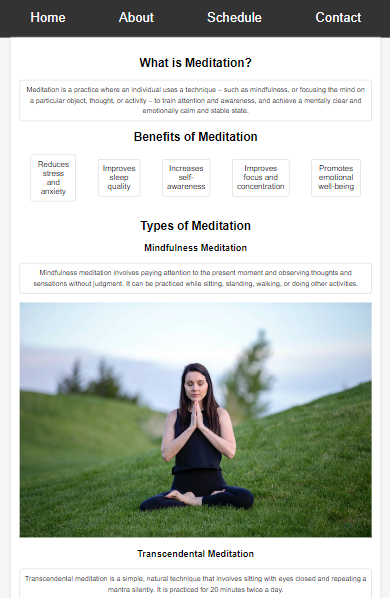 Home About Schedule Contact
What is Meditation?
Meditation is a practice where an individual uses a technique – such as mindfulness, or focusing the mind on
a particular object, thought, or activity – to train attention and awareness, and achieve a mentally clear and
emotionally calm and stable state.
Benefits of Meditation
Reduces
stress
and
anxiety
Improves
sleep
quality
Increases
self-
awareness
Improves
focus and
concentration
Promotes
emotional
well-being
Types of Meditation
Mindfulness Meditation
Mindfulness meditation involves paying attention to the present moment and observing thoughts and
sensations without judgment. It can be practiced while sitting, standing, walking, or doing other activities.
Transcendental Meditation
Transcendental meditation is a simple, natural technique that involves sitting with eyes closed and repeating a
mantra silently. It is practiced for 20 minutes twice a day.